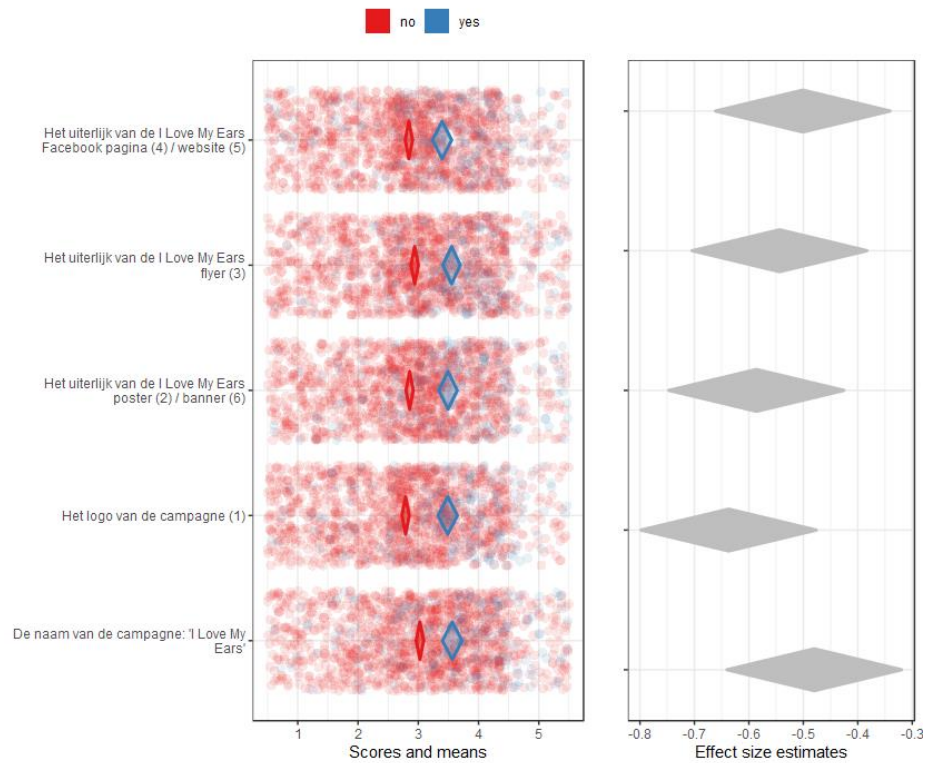 no yes
Het uiterlijk van de I Love My Ears
Facebook pagina (4) / website (5)
Het uiterlijk van de I Love My Ears
flyer (3)
Het uiterlijk van de I Love My Ears
poster (2) / banner (6)
Het logo van de campagne (1)
De naam van de campagne: 'I Love My
Ears'
1 2 3 4 5
Scores and means
-0.8 -0.7 -0.6 -0.5 -0.4 -0.3
Effect size estimates